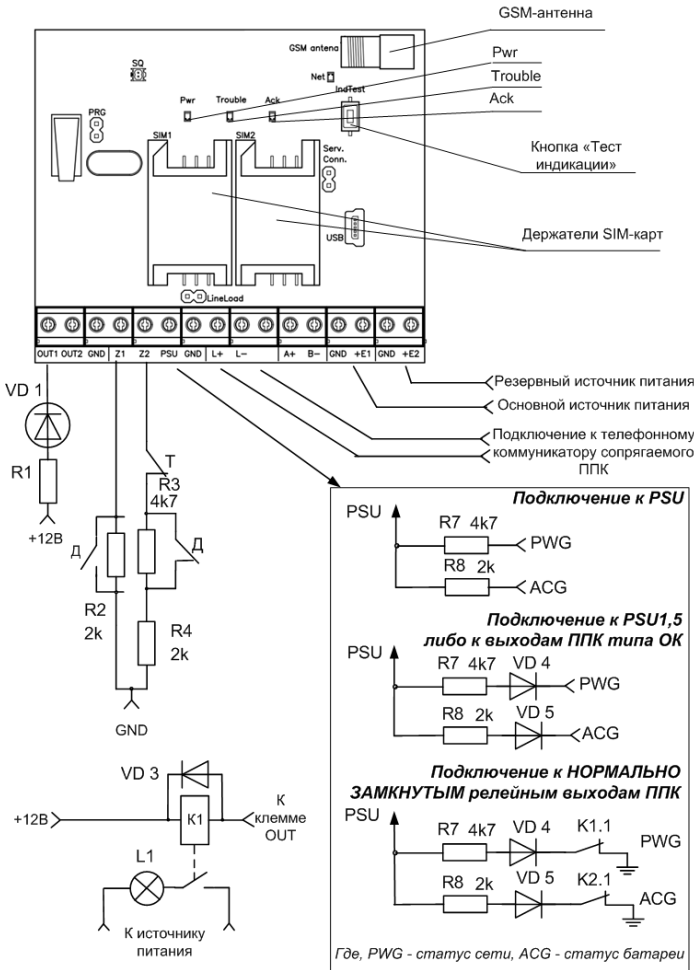 GSM-антенна
GSM antena
Pwr
Net
SQ
Trouble
IndTest
Pwr Trouble Ack
Ack
PRG
SIM1 SIM2
Serv.
Conn.
Кнопка «Тест
индикации»
USB
Держатели SIM-карт
LineLoad
OUT1 OUT2 GND Z1 Z2 PSU GND L+ L- A+ B- GND +E1 GND +E2
Резервный источник питания
Основной источник питания
Подключение к телефонному
коммуникатору сопрягаемого
ППК
VD 1
R1
+12В
Т
R3
4k7
Д
Д
R2
2k
R4
2k
GND
Подключение к PSU
PSU
R7 4k7
PWG
R8 2k
ACG
Подключение к PSU1,5
либо к выходам ППК типа ОК
PSU
R7 4k7 VD 4
PWG
R8 2k VD 5
ACG
Подключение к НОРМАЛЬНО
ЗАМКНУТЫМ релейным выходам ППК
PSU
R7 4k7 VD 4 K1.1
PWG
R8 2k VD 5 K2.1
ACG
Где, PWG - статус сети, ACG - статус батареи
VD 3
+12В
К1
К
клемме
OUT
L1
К источнику
питания